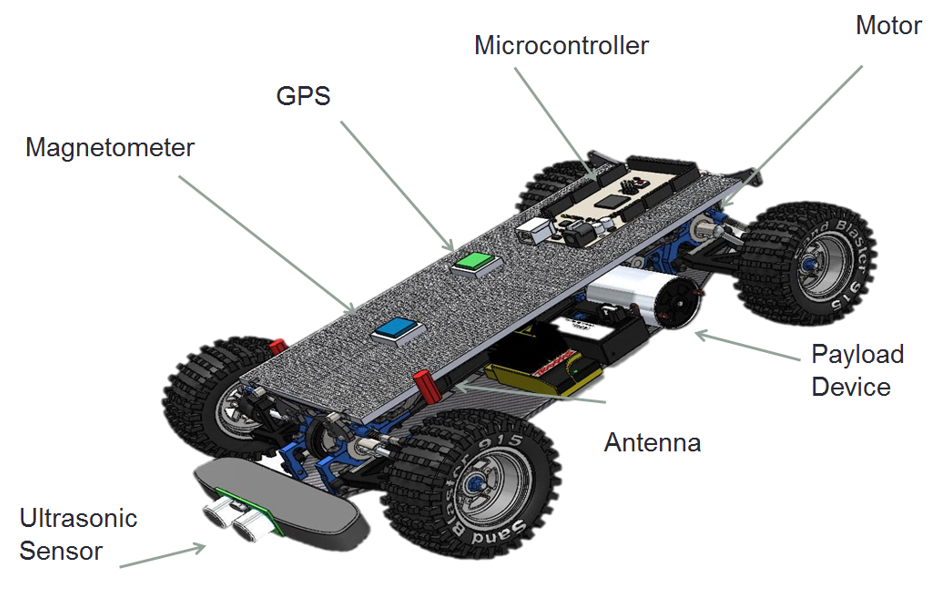 Motor
Microcontroller
GPS
Magnetometer
Sand Blaster 915
Payload
Device
Antenna
Sand Blaster 915
Ultrasonic
Sensor